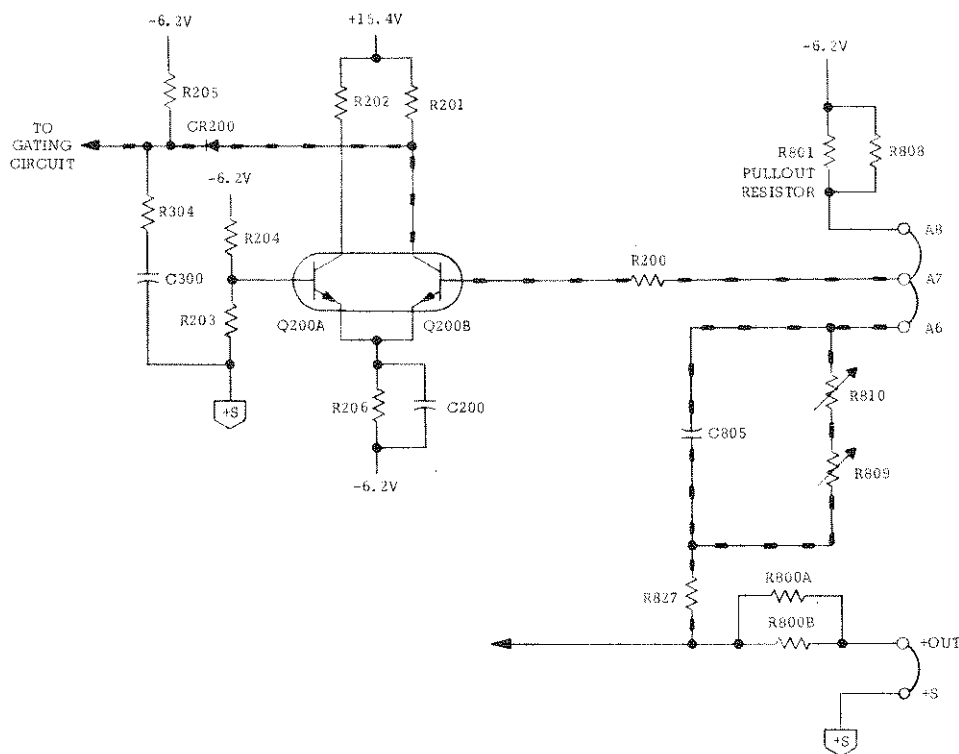 -6.2V
+15.4V
-6.2V
R205
R202
R201
TO
GATING
CIRCUIT
CR200
R801
PULLOUT
RESISTOR
R808
-6.2V
R304
R204
A8
R200
A7
C300
Q200A
Q200B
R203
A6
+S
R206
C200
R810
C805
R809
-6.2V
R827
R800A
R800B
+OUT
+S
+S